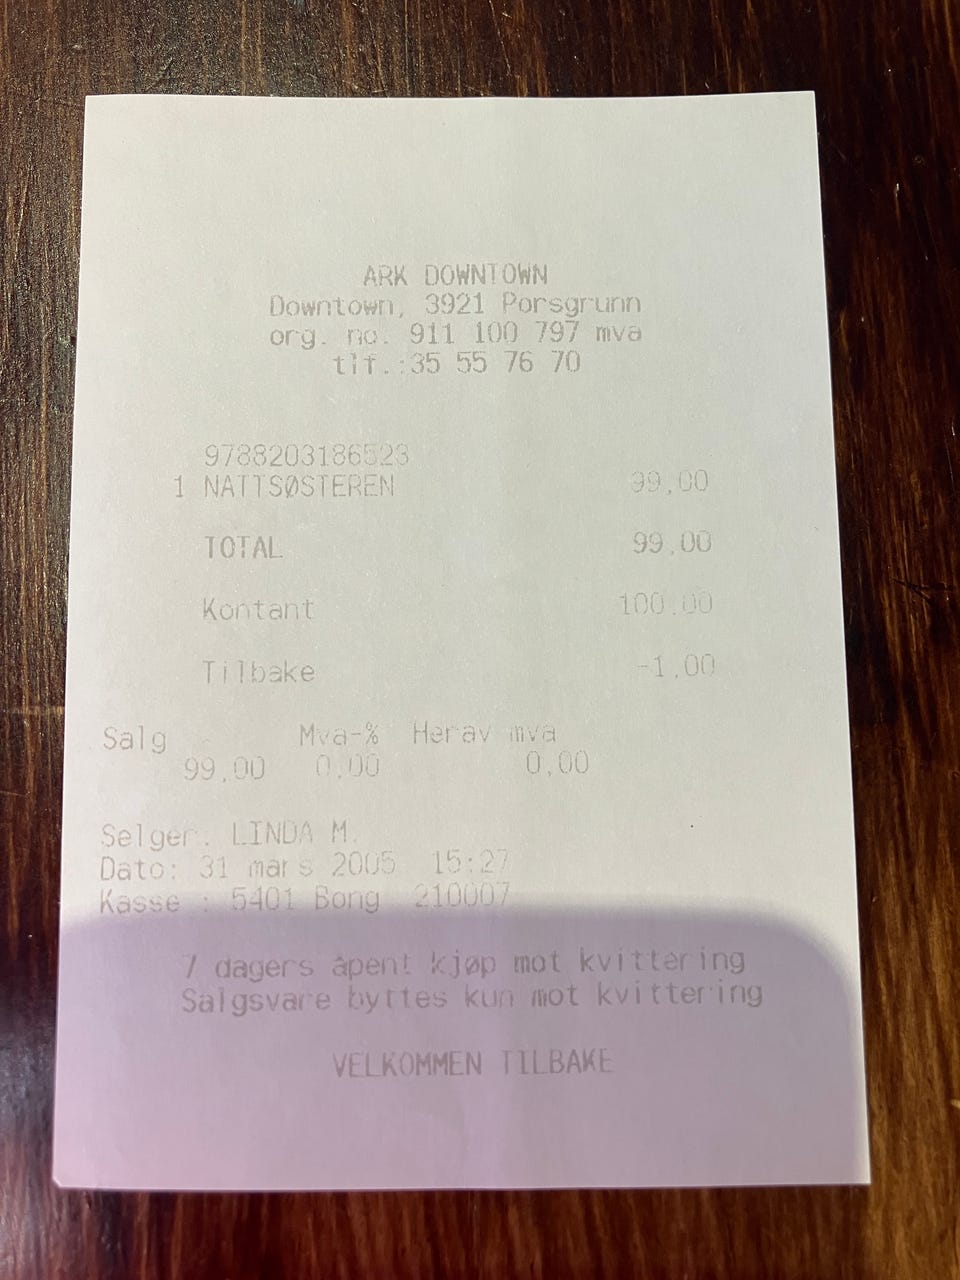 ARK DOWNTOWN
Downtown, 3921 Porsgrunn
org. no. 911 100 797 mva
tlf.:35 55 76 70
9788203186523
1 NATTSØSTEREN 99,00
TOTAL 99,00
Kontant 100,00
Tilbake -1,00
Salg Mva-% Herav mva
99,00 0,00 0,00
Selger: LINDA M.
Dato: 31 mars 2005 15:27
Kasse : 5401 Bong 210007
7 dagers åpent kjøp mot kvittering
Salgsvare byttes kun mot kvittering
VELKOMMEN TILBAKE